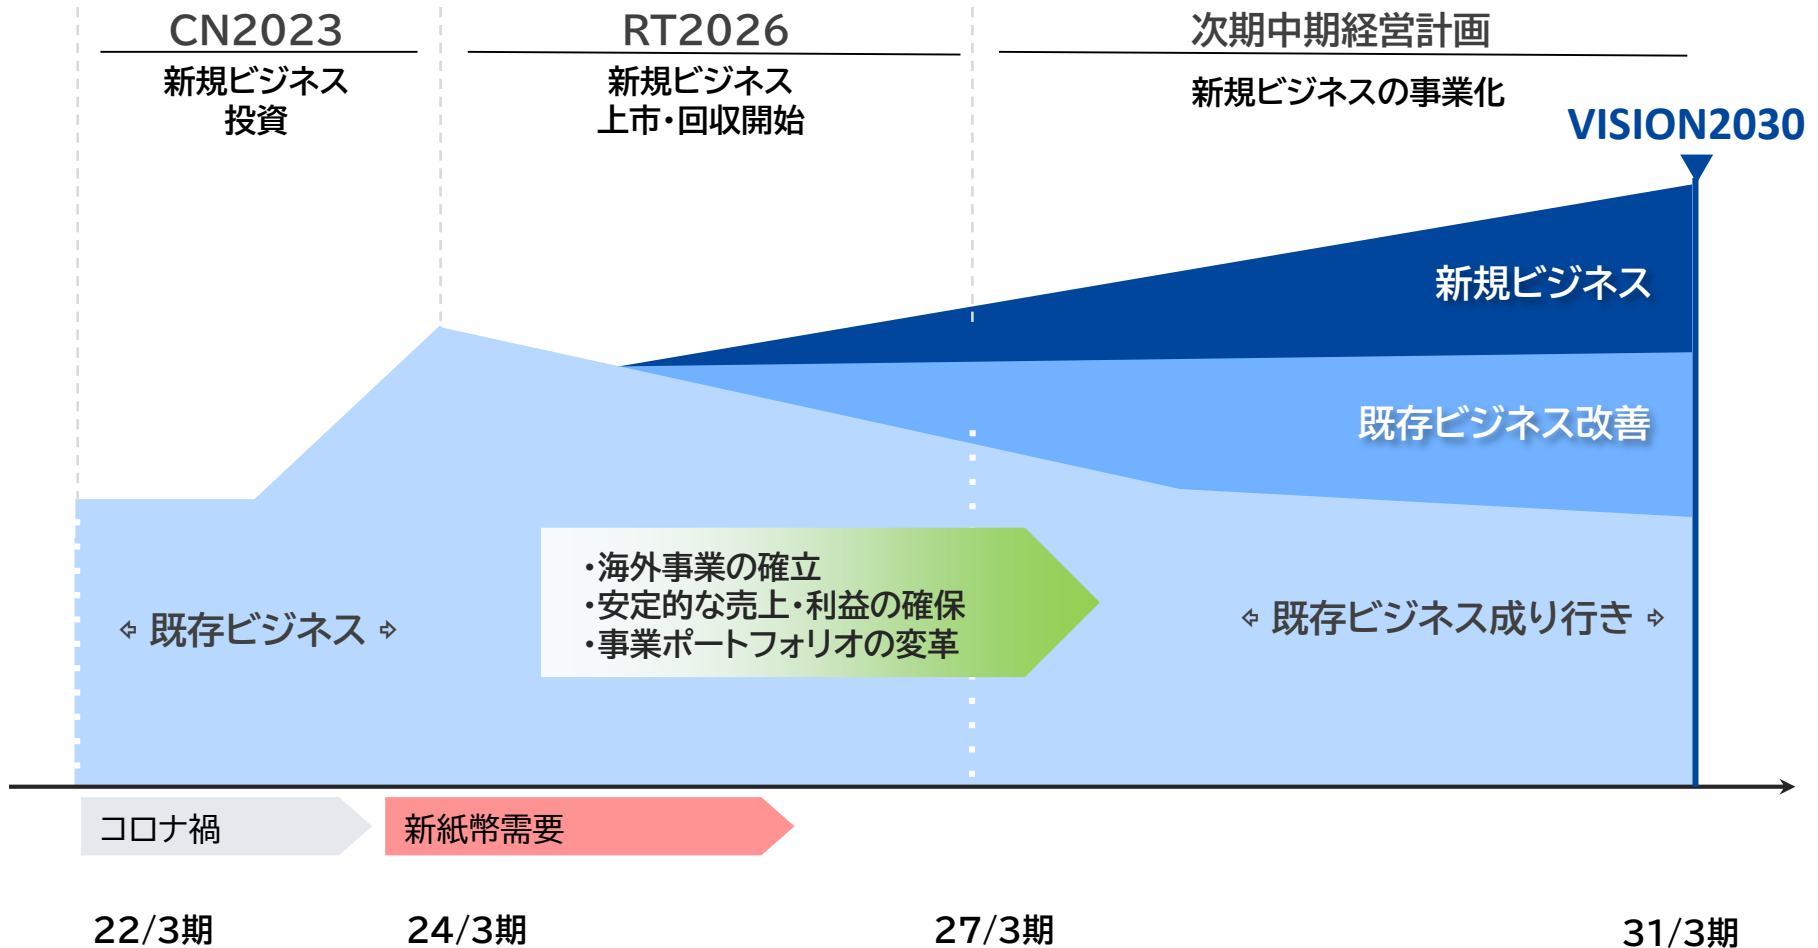 CN2023
新規ビジネス
投資
RT2026
新規ビジネス
上市・回収開始
次期中期経営計画
新規ビジネスの事業化
VISION2030
新規ビジネス
既存ビジネス改善
・海外事業の確立
・安定的な売上・利益の確保
・事業ポートフォリオの変革
既存ビジネス
既存ビジネス成り行き
コロナ禍
新紙幣需要
22/3期
24/3期
27/3期
31/3期